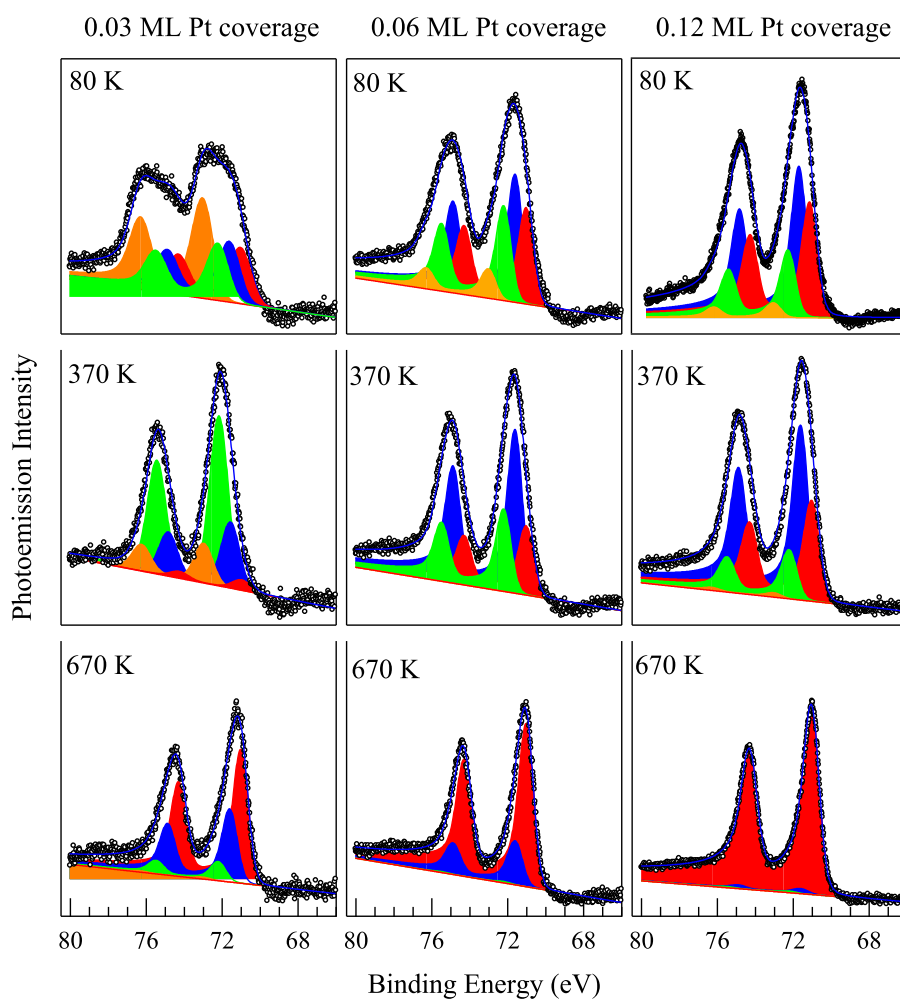 0.03 ML Pt coverage 0.06 ML Pt coverage 0.12 ML Pt coverage
80 K 80 K 80 K
370 K 370 K 370 K
670 K 670 K 670 K
Photoemission Intensity
80 76 72 68 80 76 72 68 80 76 72 68
Binding Energy (eV)